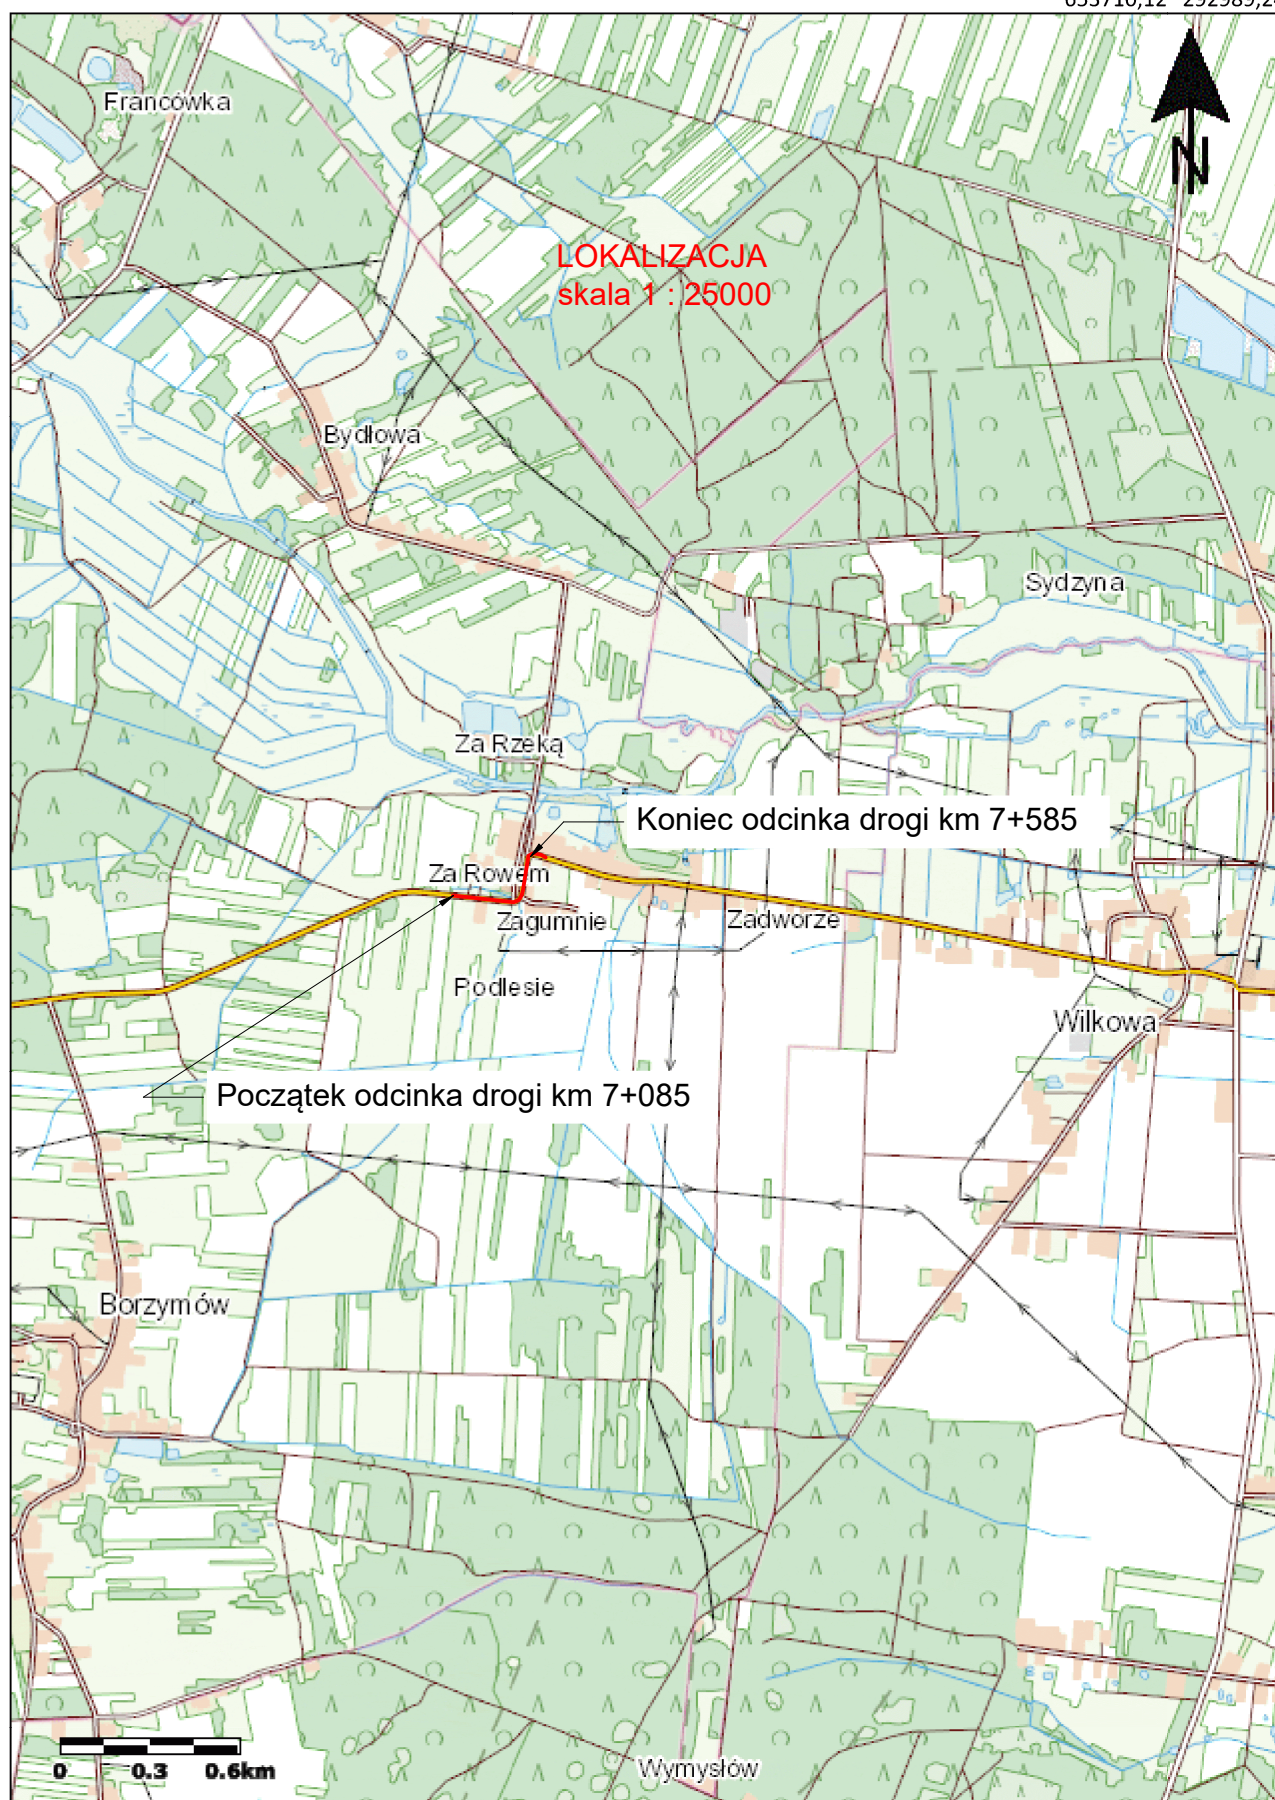 Francówka
N
LOKALIZACJA
skala 1 : 25000
Bydłowa
Sydzyna
Za Rzeką
Koniec odcinka drogi km 7+585
Za Rowem
Zagumnie
Zadworze
Podlesie
Wilkowa
Początek odcinka drogi km 7+085
Borzymów
0 0.3 0.6km
Wymysłów